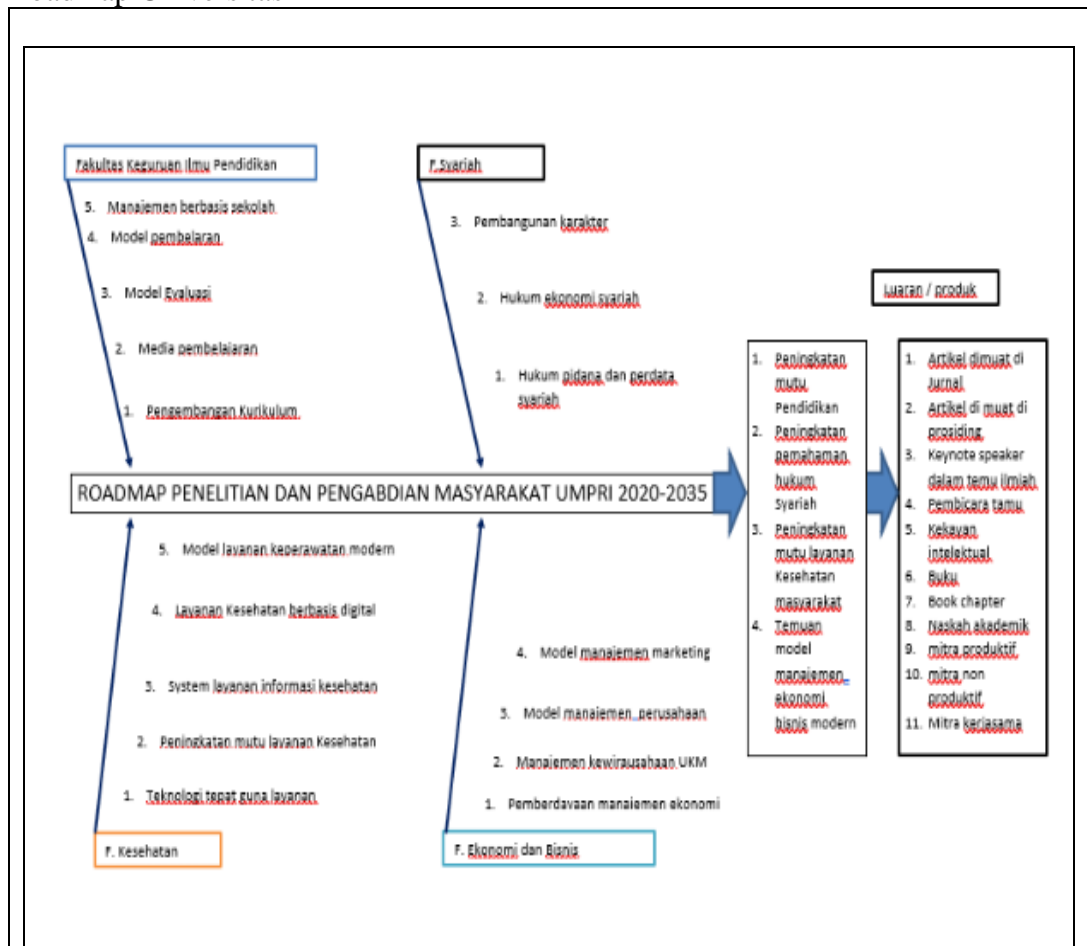 Fakultas Keguruan Ilmu Pendidikan
5. Manajemen berbasis sekolah
4. Model pembelaran
3. Model Evaluasi
2. Media pembelajaran
1. Pengembangan Kurikulum
F.Syariah
3. Pembangunan karakter
2. Hukum ekonomi syariah
1. Hukum pidana dan perdata
syariah
ROADMAP PENELITIAN DAN PENGABDIAN MASYARAKAT UMPRI 2020-2035
5. Model layanan keperawatan modern
4. Layanan Kesehatan berbasis digital
3. System layanan informasi kesehatan
2. Peningkatan mutu layanan Kesehatan
1. Teknologi tepat guna layanan
F. Kesehatan
4. Model manajemen marketing
3. Model manajemen perusahaan
2. Manajemen kewirausahaan UKM
1. Pemberdayaan manajemen ekonomi
F. Ekonomi dan Bisnis
1. Peningkatan
mutu
Pendidikan
2. Peningkatan
pemahaman
hukum
Syariah
3. Peningkatan
mutu layanan
Kesehatan
masyarakat
4. Temuan
model
manajemen
ekonomi
bisnis modern
Luaran / produk
1. Artikel dimuat di
Jurnal
2. Artikel di muat di
prosiding
3. Keynote speaker
dalam temu ilmiah
4. Pembicara tamu
5. Kekayan
intelektual
6. Buku
7. Book chapter
8. Naskah akademik
9. mitra produktif
10. mitra non
produktif
11. Mitra kerjasama